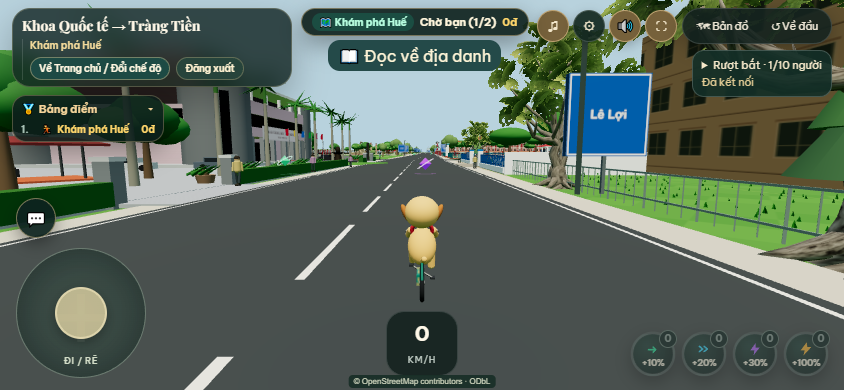 Khoa Quốc tế → Tràng Tiền
Khám phá Huế
Về Trang chủ / Đổi chế độ
Đăng xuất
Bảng điểm
1. Khám phá Huế 0đ
Khám phá Huế Chờ bạn (1/2) 0đ
Đọc về địa danh
Bản đồ
Về đầu
Rượt bắt · 1/10 người
Đã kết nối
Lê Lợi
ĐI / RẼ
0
KM/H
0
+10%
0
+20%
0
+30%
0
+100%
© OpenStreetMap contributors · ODbL